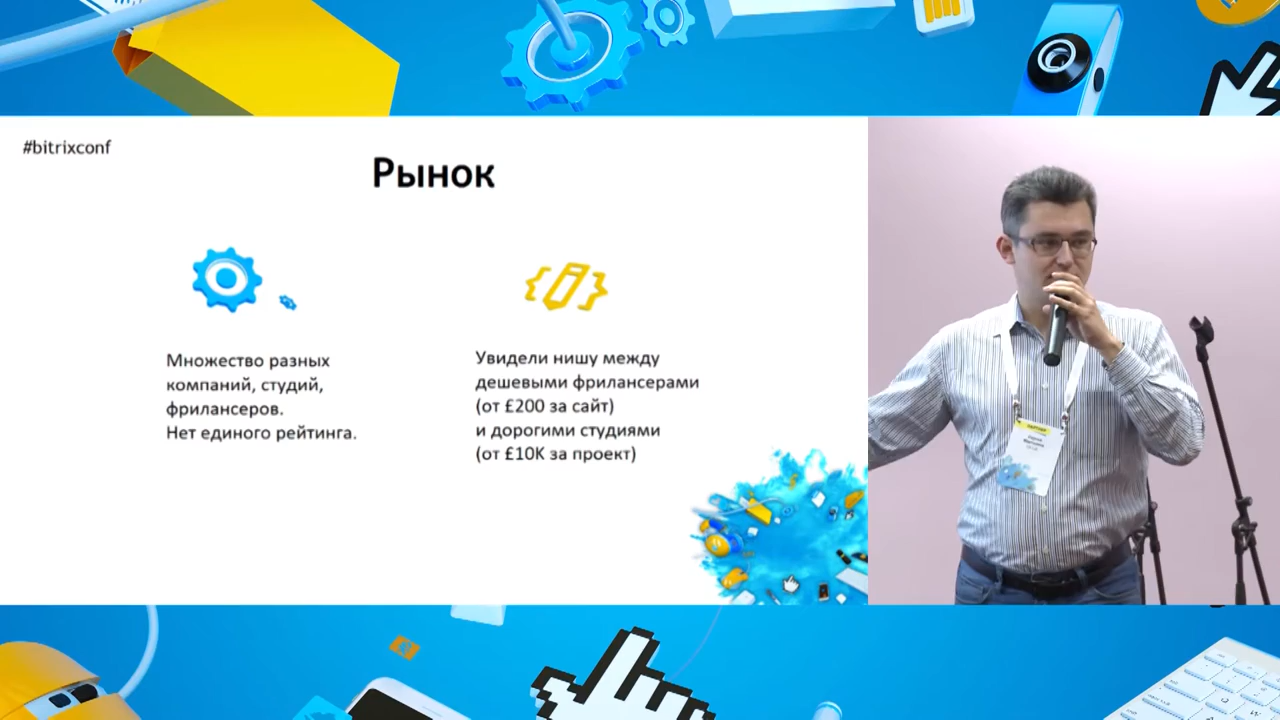 #bitrixconf
Рынок
Множество разных
компаний, студий,
фрилансеров.
Нет единого рейтинга.
Увидели нишу между
дешевыми фрилансерами
(от £200 за сайт)
и дорогими студиями
(от £10K за проект)